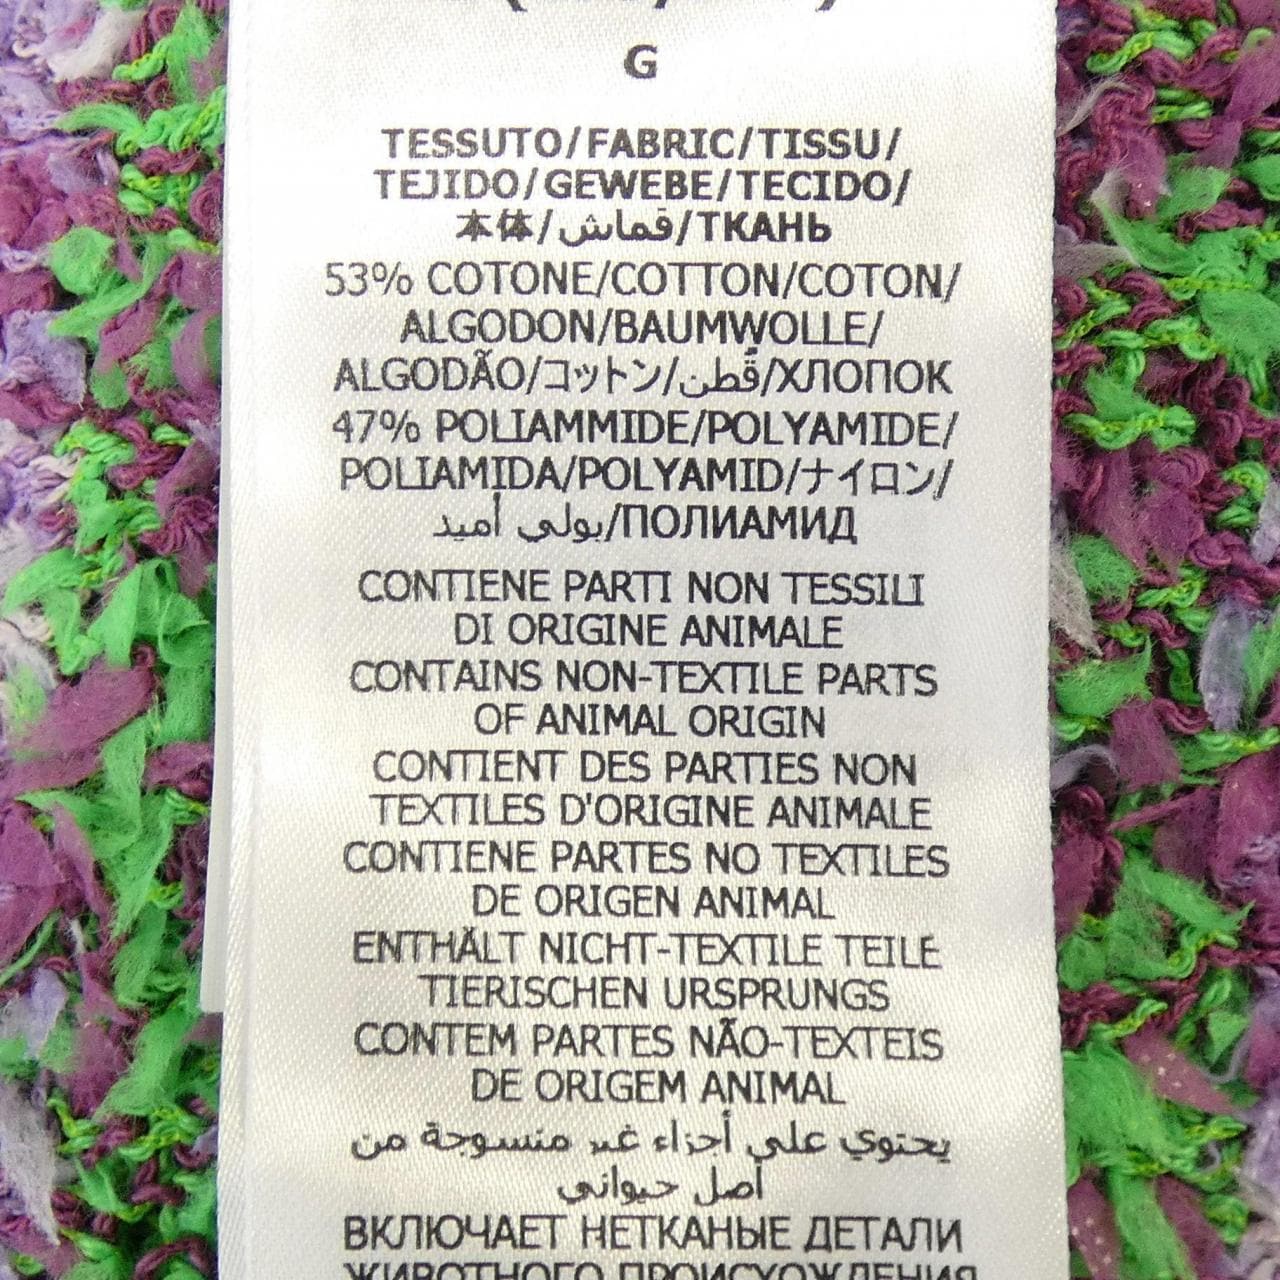 G
TESSUTO/FABRIC/TISSU/
TEJIDO/GEWEBE/TECIDO/
本体/قماش/ТКАНЬ
53% COTONE/COTTON/COTON/
ALGODON/BAUMWOLLE/
ALGODÃO/コットン/قُطن/ХЛОПОК
47% POLIAMMIDE/POLYAMIDE/
POLIAMIDA/POLYAMID/ナイロン/
بولي أميد/ПОЛИАМИД
CONTIENE PARTI NON TESSILI
DI ORIGINE ANIMALE
CONTAINS NON-TEXTILE PARTS
OF ANIMAL ORIGIN
CONTIENT DES PARTIES NON
TEXTILES D'ORIGINE ANIMALE
CONTIENE PARTES NO TEXTILES
DE ORIGEN ANIMAL
ENTHÄLT NICHT-TEXTILE TEILE
TIERISCHEN URSPRUNGS
CONTEM PARTES NÃO-TEXTEIS
DE ORIGEM ANIMAL
يحتوي على أجزاء غير منسوجة من
اصل حيواني
ВКЛЮЧАЕТ НЕТКАНЫЕ ДЕТАЛИ
ЖИВОТНОГО ПРОИСХОЖДЕНИЯ